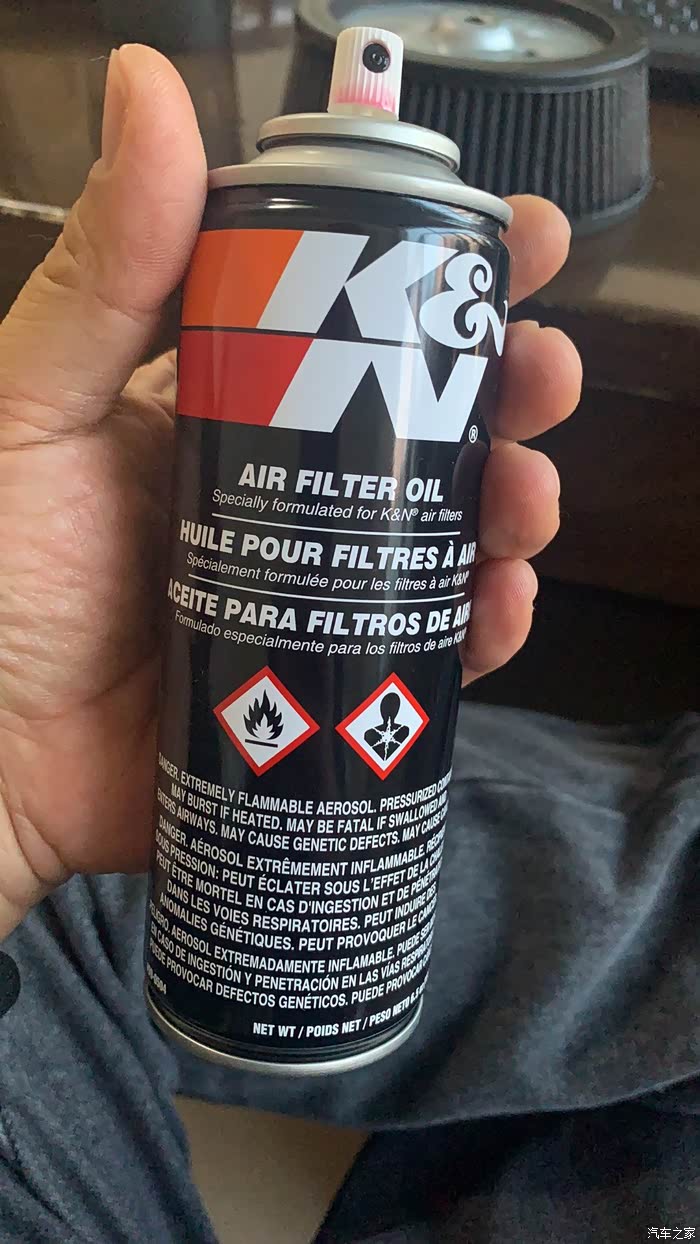 K&N®
AIR FILTER OIL
Specially formulated for K&N® air filters
HUILE POUR FILTRES À AIR
Spécialement formulée pour les filtres à air K&N®
ACEITE PARA FILTROS DE AIRE
Formulado especialmente para los filtros de aire K&N®
DANGER. EXTREMELY FLAMMABLE AEROSOL. PRESSURIZED
MAY BURST IF HEATED. MAY BE FATAL IF SWALLOWED AND
ENTERS AIRWAYS. MAY CAUSE GENETIC DEFECTS. MAY CAUSE
DANGER. AÉROSOL EXTRÊMEMENT INFLAMMABLE.
SOUS PRESSION: PEUT ÉCLATER SOUS L'EFFET DE LA
PEUT ÊTRE MORTEL EN CAS D'INGESTION ET DE
DANS LES VOIES RESPIRATOIRES. PEUT INDUIRE DES
ANOMALIES GÉNÉTIQUES. PEUT PROVOQUER LE
PELIGRO. AEROSOL EXTREMADAMENTE INFLAMABLE. PUEDE
EN CASO DE INGESTIÓN Y PENETRACIÓN EN LAS VÍAS
PUEDE PROVOCAR DEFECTOS GENÉTICOS. PUEDE PROVOCAR
NET WT / POIDS NET / PESO NETO
汽车之家